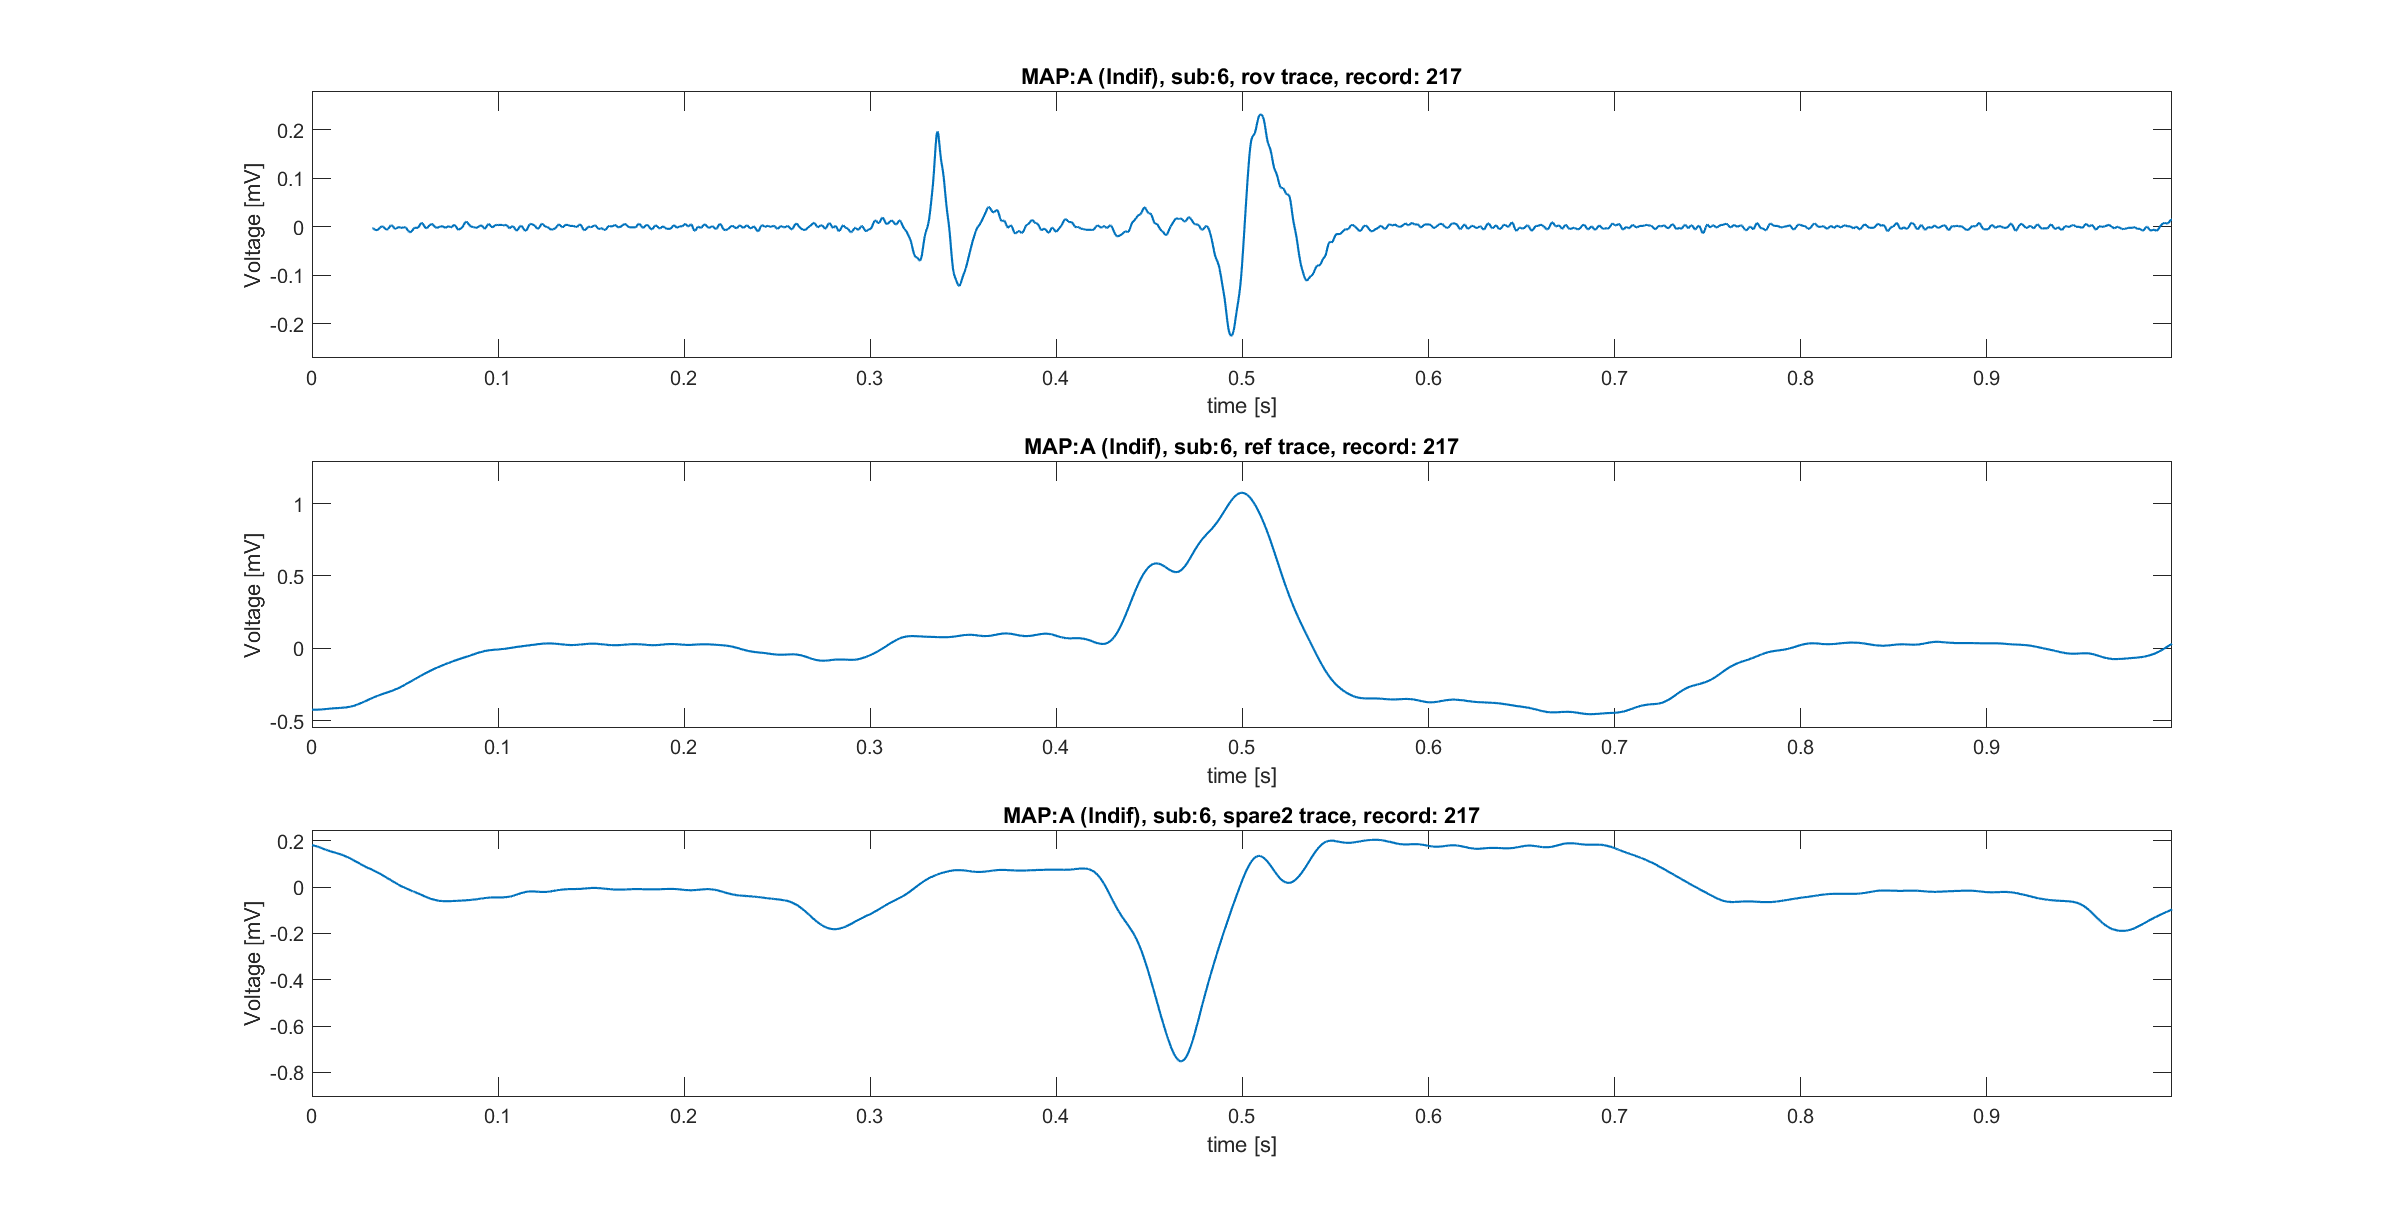 MAP:A (Indif), sub:6, rov trace, record: 217
Voltage [mV]
0.2
0.1
0
-0.1
-0.2
0 0.1 0.2 0.3 0.4 0.5 0.6 0.7 0.8 0.9
time [s]
MAP:A (Indif), sub:6, ref trace, record: 217
Voltage [mV]
1
0.5
0
-0.5
0 0.1 0.2 0.3 0.4 0.5 0.6 0.7 0.8 0.9
time [s]
MAP:A (Indif), sub:6, spare2 trace, record: 217
Voltage [mV]
0.2
0
-0.2
-0.4
-0.6
-0.8
0 0.1 0.2 0.3 0.4 0.5 0.6 0.7 0.8 0.9
time [s]